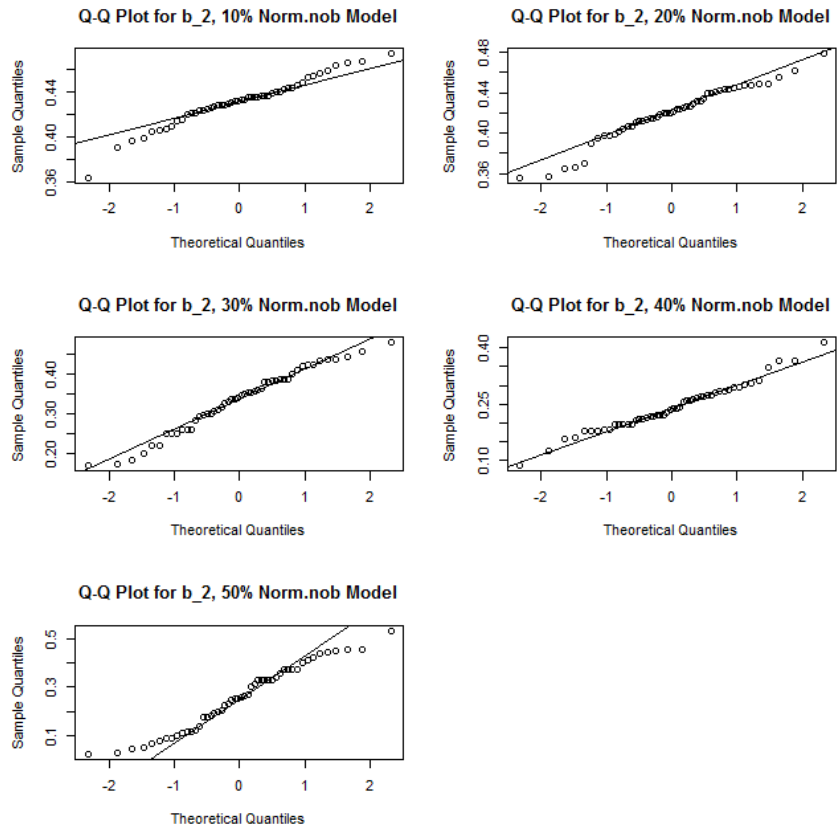 Q-Q Plot for b_2, 10% Norm.nob Model
Sample Quantiles
0.36 0.40 0.44
-2 -1 0 1 2
Theoretical Quantiles
Q-Q Plot for b_2, 20% Norm.nob Model
Sample Quantiles
0.36 0.40 0.44 0.48
-2 -1 0 1 2
Theoretical Quantiles
Q-Q Plot for b_2, 30% Norm.nob Model
Sample Quantiles
0.20 0.30 0.40
-2 -1 0 1 2
Theoretical Quantiles
Q-Q Plot for b_2, 40% Norm.nob Model
Sample Quantiles
0.10 0.25 0.40
-2 -1 0 1 2
Theoretical Quantiles
Q-Q Plot for b_2, 50% Norm.nob Model
Sample Quantiles
0.1 0.3 0.5
-2 -1 0 1 2
Theoretical Quantiles